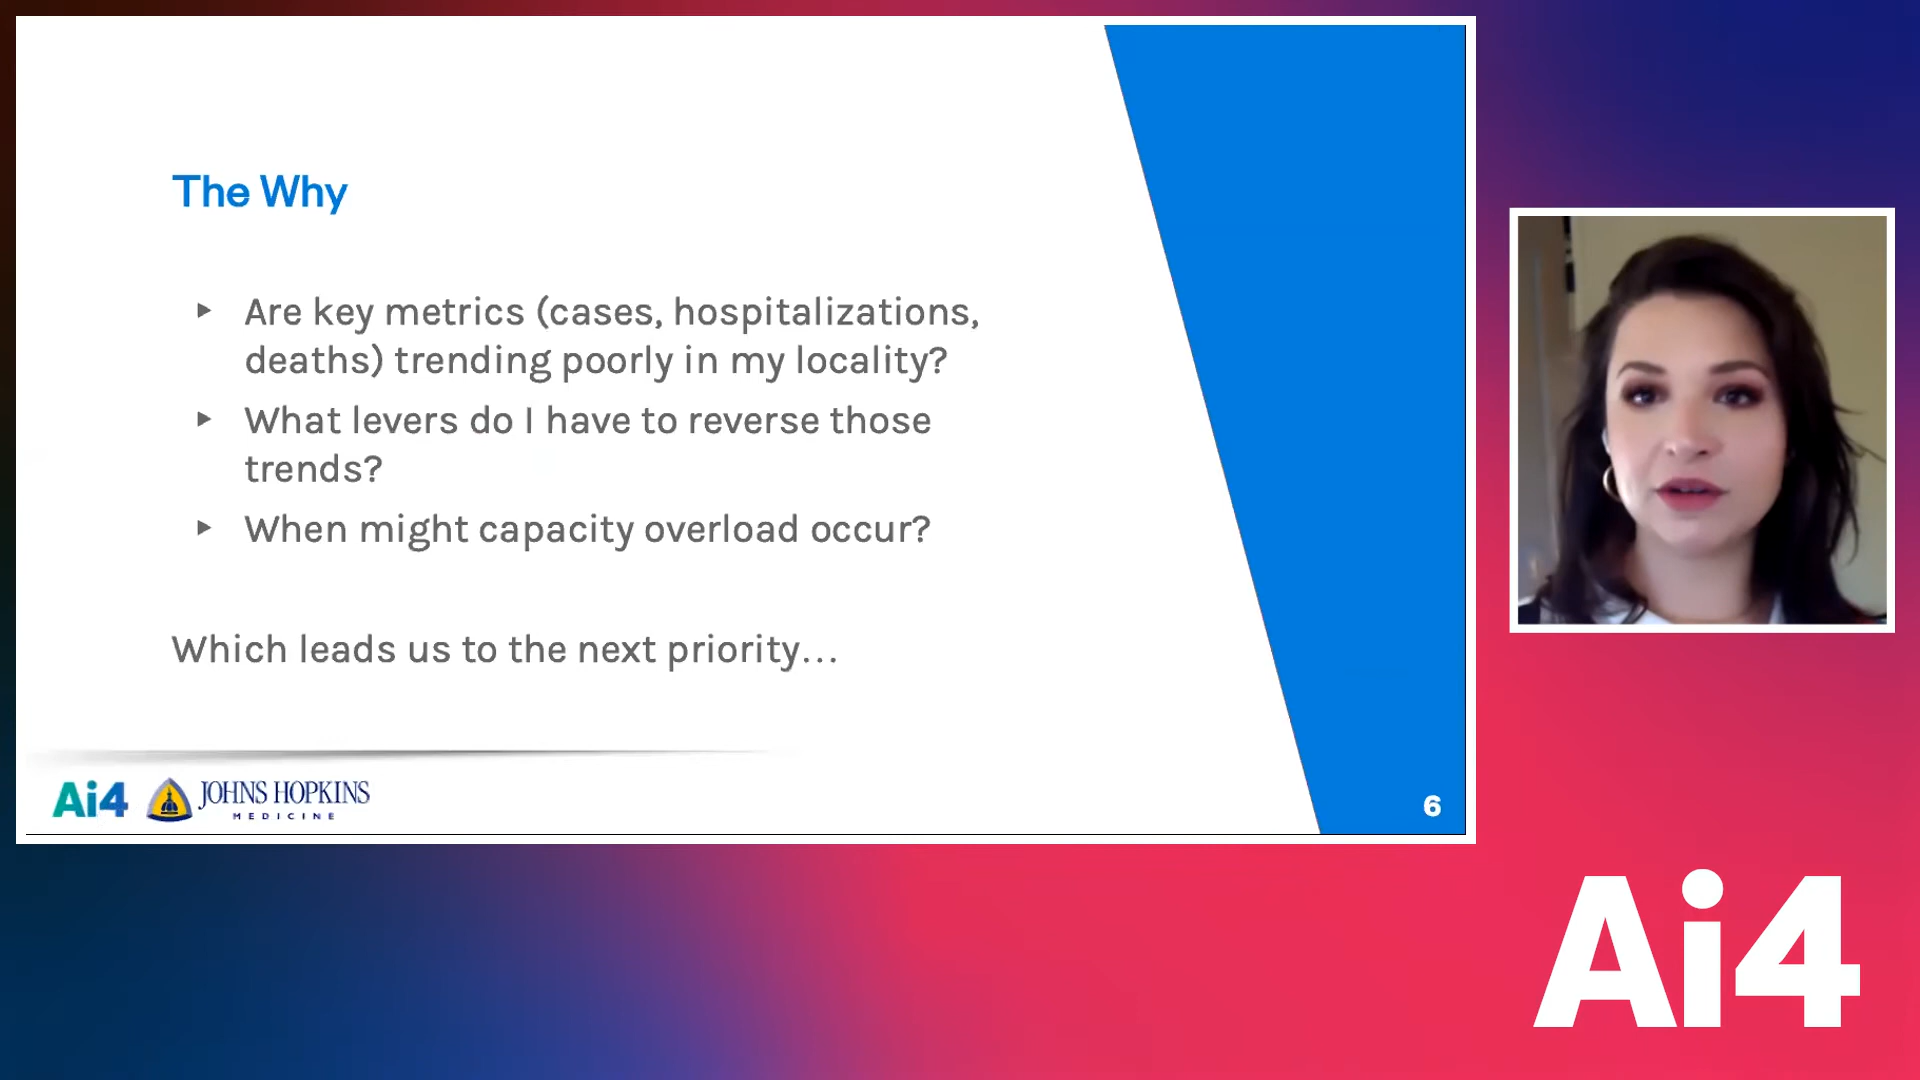 The Why
Are key metrics (cases, hospitalizations,
deaths) trending poorly in my locality?
What levers do I have to reverse those
trends?
When might capacity overload occur?
Which leads us to the next priority...
Ai4
JOHNS HOPKINS
MEDICINE
6
Ai4